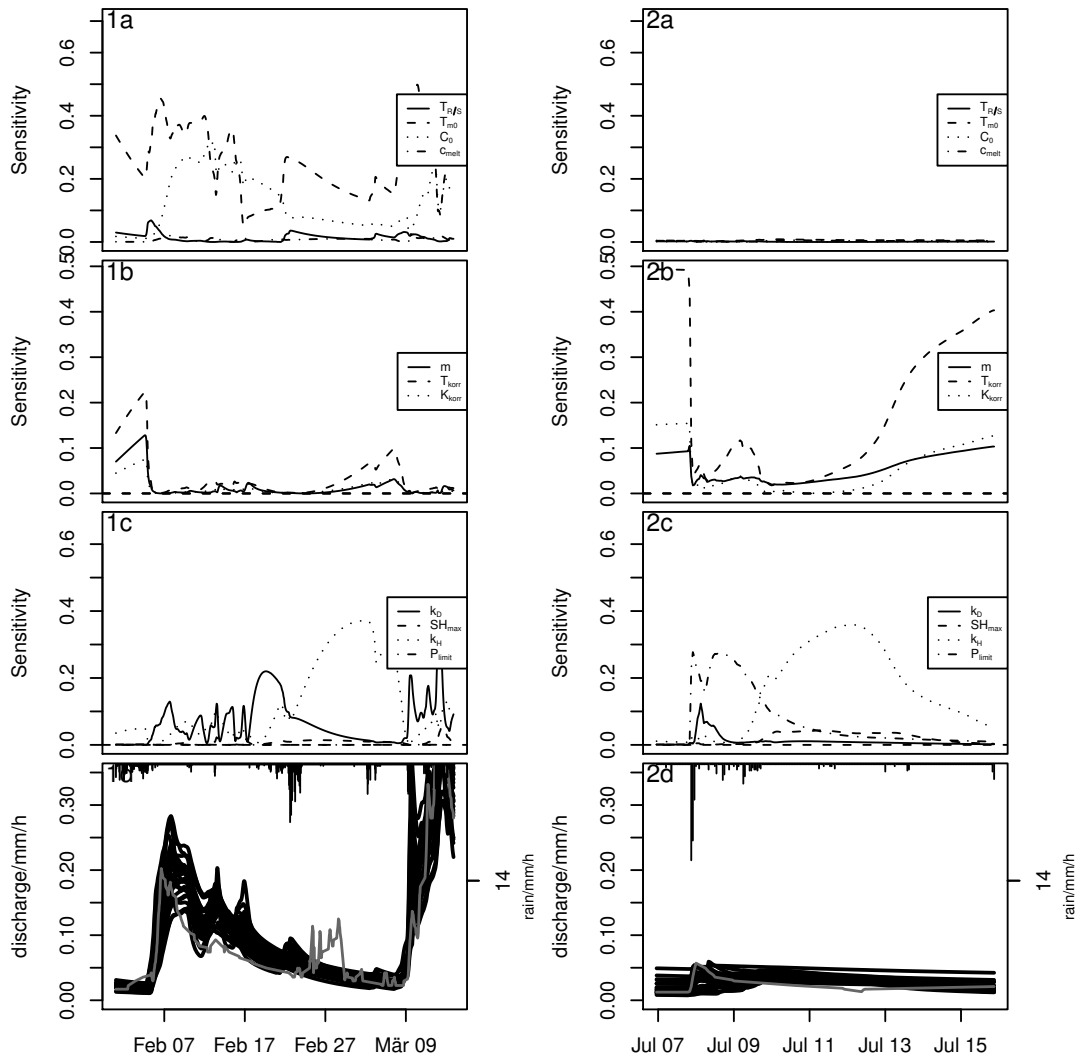 1a
Sensitivity
0.0
0.2
0.4
0.6
T_R/S
T_m0
C_0
c_melt
2a
Sensitivity
0.0
0.2
0.4
0.6
T_R/S
T_m0
C_0
c_melt
1b
Sensitivity
0.0
0.1
0.2
0.3
0.4
0.5
m
T_korr
K_korr
2b
Sensitivity
0.0
0.1
0.2
0.3
0.4
0.5
m
T_korr
K_korr
1c
Sensitivity
0.0
0.2
0.4
0.6
k_D
SH_max
k_H
P_limit
2c
Sensitivity
0.0
0.2
0.4
0.6
k_D
SH_max
k_H
P_limit
discharge/mm/h
0.00
0.10
0.20
0.30
14
rain/mm/h
Feb 07
Feb 17
Feb 27
Mär 09
2d
discharge/mm/h
0.00
0.10
0.20
0.30
14
rain/mm/h
Jul 07
Jul 09
Jul 11
Jul 13
Jul 15